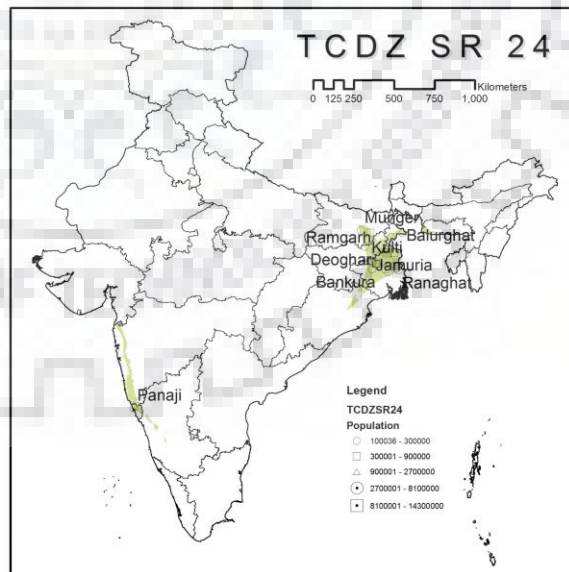 TCDZ SR 24
Kilometers
0 125 250 500 750 1,000
Munger
Ramgarh
Balurghat
Kulti
Deoghar
Jamuria
Bankura
Ranaghat
Panaji
Legend
TCDZSR24
Population
100036 - 300000
300001 - 900000
900001 - 2700000
2700001 - 8100000
8100001 - 14300000